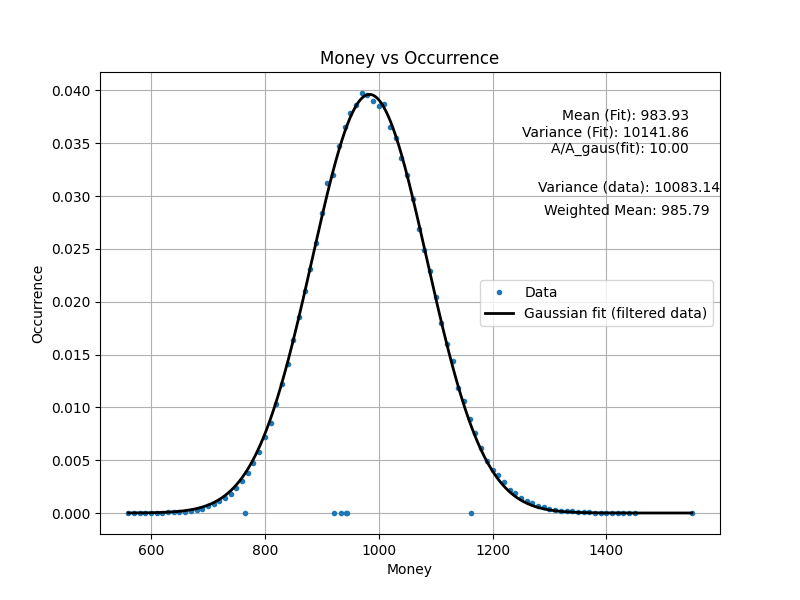 Money vs Occurrence
0.040
0.035
0.030
0.025
0.020
0.015
0.010
0.005
0.000
Occurrence
Mean (Fit): 983.93
Variance (Fit): 10141.86
A/A_gaus(fit): 10.00
Variance (data): 10083.14
Weighted Mean: 985.79
Data
Gaussian fit (filtered data)
600 800 1000 1200 1400
Money